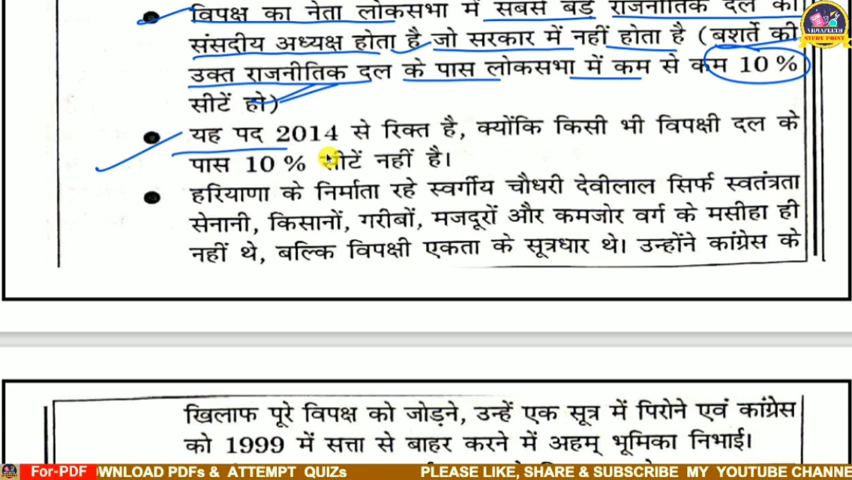 विपक्ष का नेता लोकसभा में सबसे बड़े राजनीतिक दल का
संसदीय अध्यक्ष होता है जो सरकार में नहीं होता है (बशर्ते की
उक्त राजनीतिक दल के पास लोकसभा में कम से कम 10 %
सीटें हो)
यह पद 2014 से रिक्त है, क्योंकि किसी भी विपक्षी दल के
पास 10 % सीटें नहीं है।
हरियाणा के निर्माता रहे स्वर्गीय चौधरी देवीलाल सिर्फ स्वतंत्रता
सेनानी, किसानों, गरीबों, मजदूरों और कमजोर वर्ग के मसीहा ही
नहीं थे, बल्कि विपक्षी एकता के सूत्रधार थे। उन्होंने कांग्रेस के
खिलाफ पूरे विपक्ष को जोड़ने, उन्हें एक सूत्र में पिरोने एवं कांग्रेस
को 1999 में सत्ता से बाहर करने में अहम् भूमिका निभाई।
For-PDF WNLOAD PDFs & ATTEMPT QUIZs PLEASE LIKE, SHARE & SUBSCRIBE MY YOUTUBE CHANNE